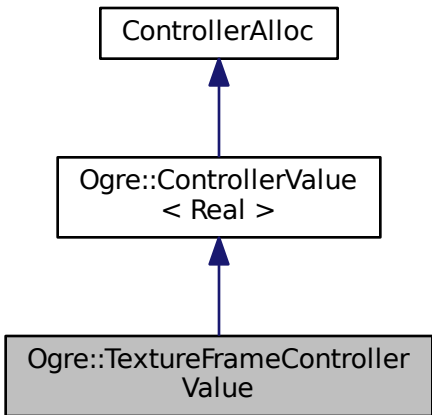 ControllerAlloc
Ogre::ControllerValue
< Real >
Ogre::TextureFrameController
Value